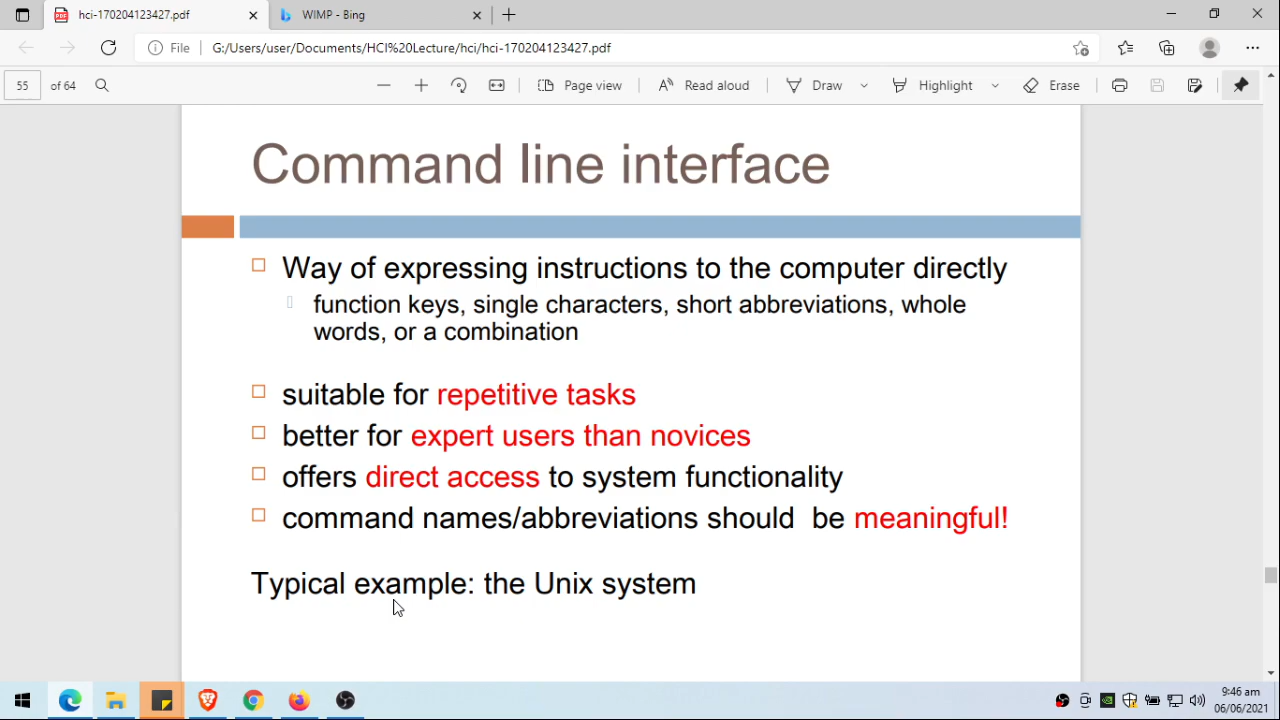 hci-170204123427.pdf
WIMP - Bing
File
G:/Users/user/Documents/HCI%20Lecture/hci/hci-170204123427.pdf
55 of 64
Page view
Read aloud
Draw
Highlight
Erase
Command line interface
Way of expressing instructions to the computer directly
function keys, single characters, short abbreviations, whole
words, or a combination
suitable for repetitive tasks
better for expert users than novices
offers direct access to system functionality
command names/abbreviations should be meaningful!
Typical example: the Unix system
9:46 am
06/06/2021